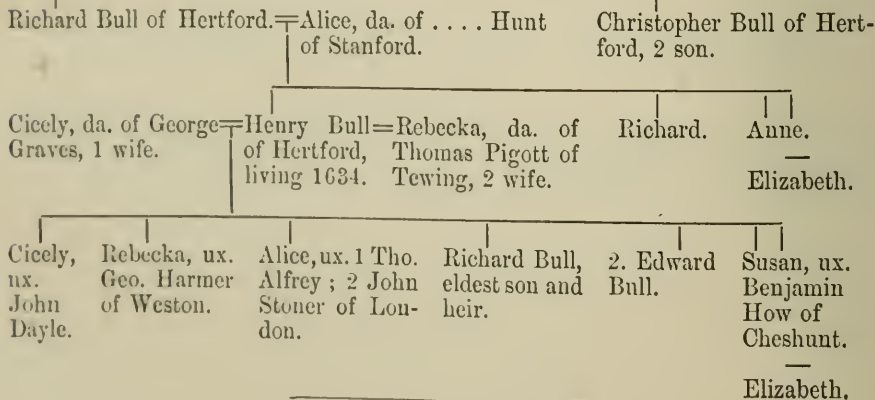 Richard Bull of Hertford.=Alice, da. of .... Hunt
of Stanford.
Christopher Bull of Hert-
ford, 2 son.
Cicely, da. of George=Henry Bull=Rebecka, da. of
Graves, 1 wife.
of Hertford,
living 1634.
Thomas Pigott of
Tewing, 2 wife.
Richard.
Anne.
—
Elizabeth.
Cicely,
ux.
John
Dayle.
Rebecka, ux.
Geo. Harmer
of Weston.
Alice, ux. 1 Tho.
Alfrey; 2 John
Stoner of Lon-
don.
Richard Bull,
eldest son and
heir.
2. Edward
Bull.
Susan, ux.
Benjamin
How of
Cheshunt.
—
Elizabeth.